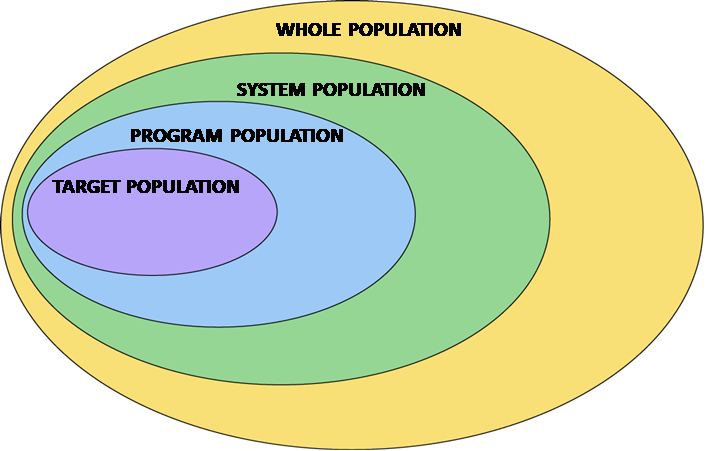 WHOLE POPULATION
SYSTEM POPULATION
PROGRAM POPULATION
TARGET POPULATION